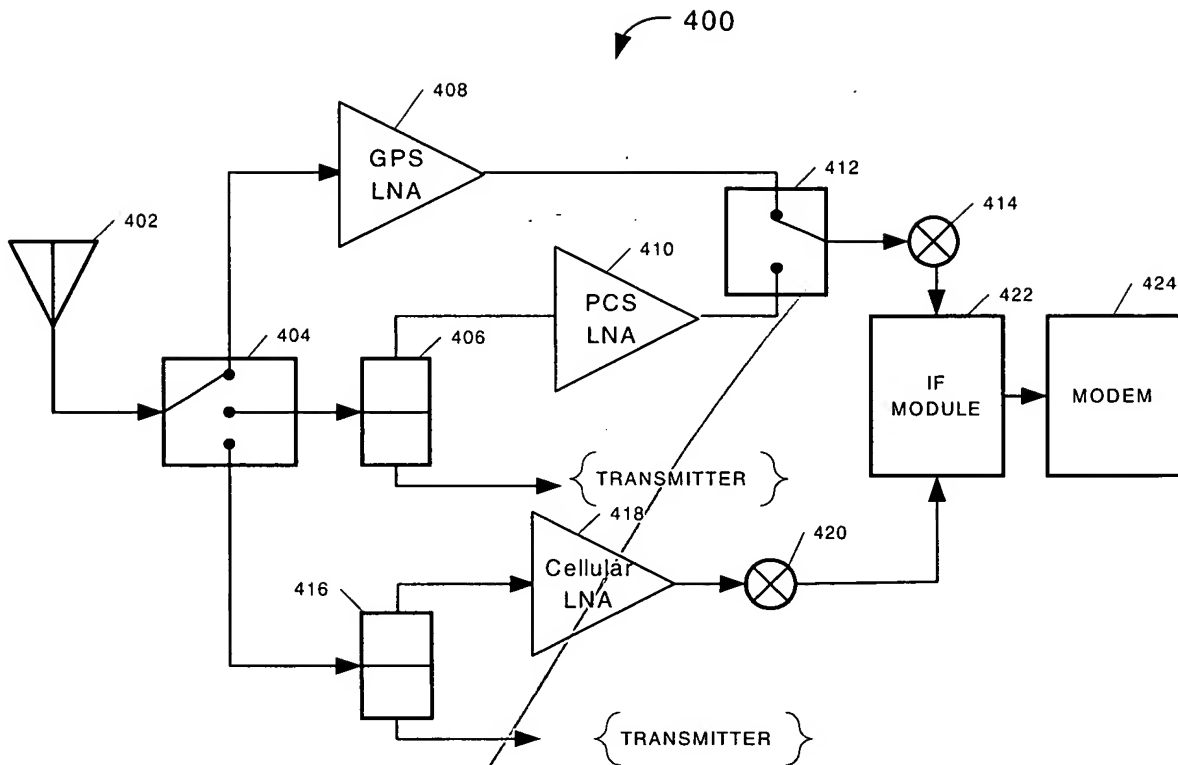 400
408
GPS
LNA
412
402
414
410
PCS
LNA
422
424
404
406
IF
MODULE
MODEM
{TRANSMITTER}
418
420
Cellular
LNA
416
{TRANSMITTER}